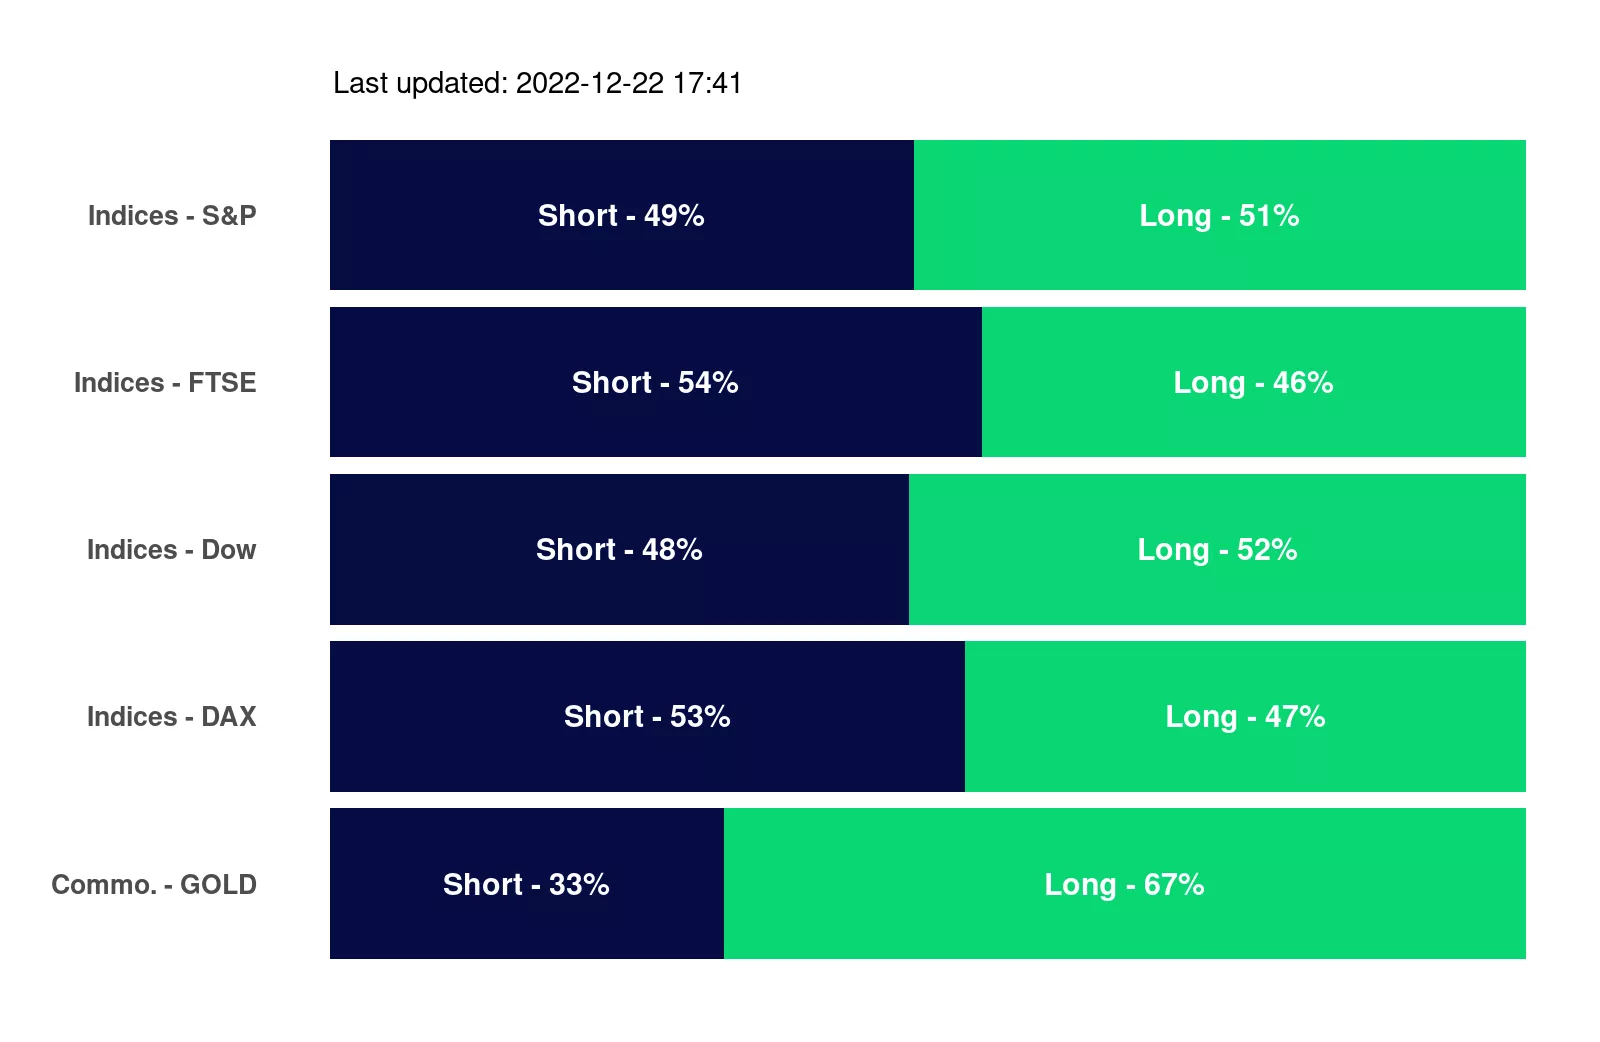 Last updated: 2022-12-22 17:41
Indices - S&P Short - 49% Long - 51%
Indices - FTSE Short - 54% Long - 46%
Indices - Dow Short - 48% Long - 52%
Indices - DAX Short - 53% Long - 47%
Commo. - GOLD Short - 33% Long - 67%